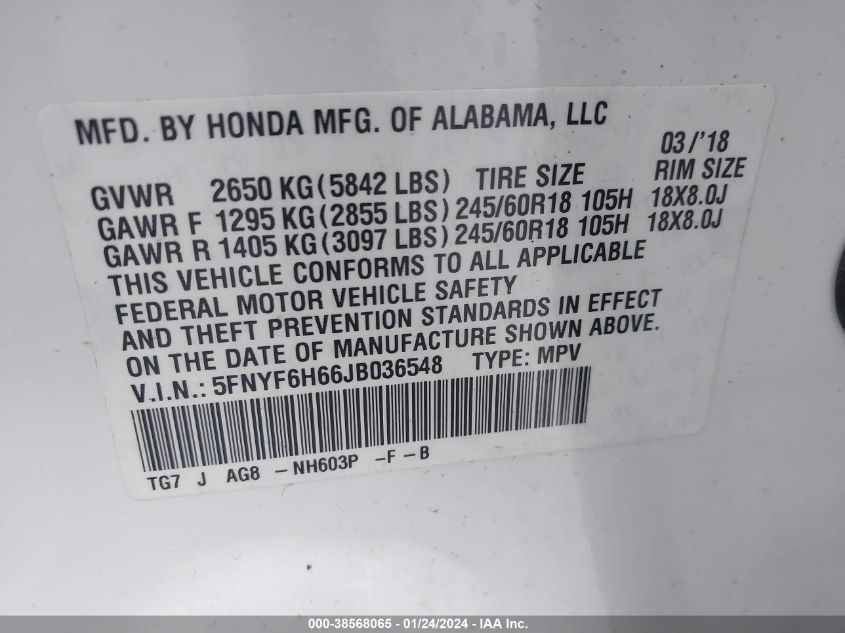 MFD. BY HONDA MFG. OF ALABAMA, LLC
03/'18
GVWR 2650 KG(5842 LBS) TIRE SIZE RIM SIZE
GAWR F 1295 KG(2855 LBS) 245/60R18 105H 18X8.0J
GAWR R 1405 KG(3097 LBS) 245/60R18 105H 18X8.0J
THIS VEHICLE CONFORMS TO ALL APPLICABLE
FEDERAL MOTOR VEHICLE SAFETY
AND THEFT PREVENTION STANDARDS IN EFFECT
ON THE DATE OF MANUFACTURE SHOWN ABOVE.
V.I.N.: 5FNYF6H66JB036548 TYPE: MPV
TG7 J AG8 -NH603P -F-B
000-38568065 - 01/24/2024 - IAA Inc.